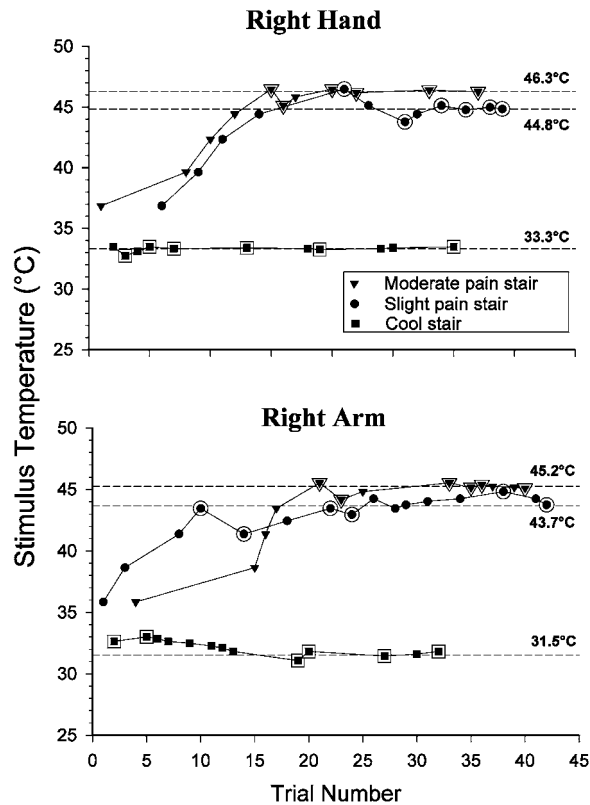 Right Hand
50
46.3°C
45
44.8°C
40
35
33.3°C
30
Moderate pain stair
Slight pain stair
Cool stair
25
Stimulus Temperature (°C)
Right Arm
50
45.2°C
45
43.7°C
40
35
31.5°C
30
25
0 5 10 15 20 25 30 35 40 45
Trial Number